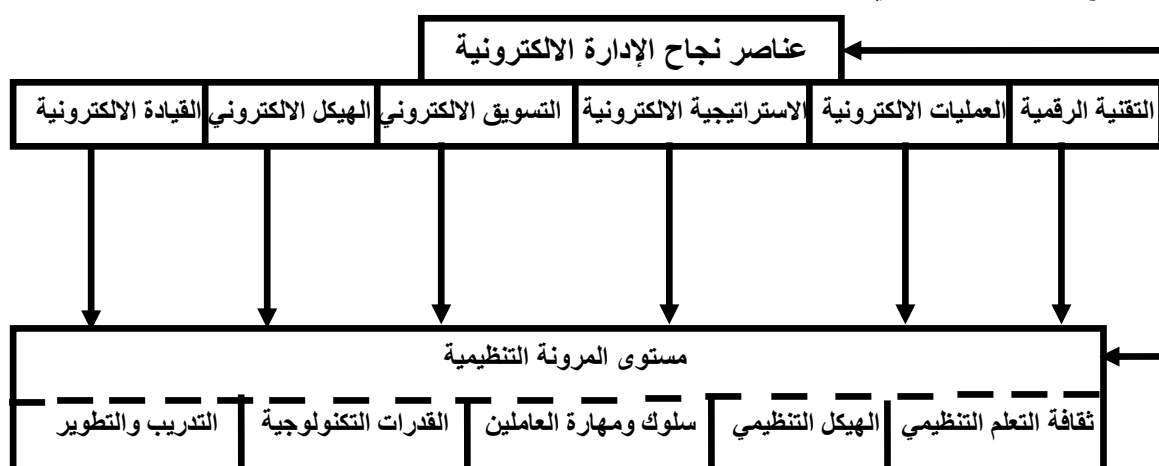 عناصر نجاح الإدارة الالكترونية
التقنية الرقمية العمليات الالكترونية الاستراتيجية الالكترونية التسويق الالكتروني الهيكل الالكتروني القيادة الالكترونية
مستوى المرونة التنظيمية
ثقافة التعلم التنظيمي الهيكل التنظيمي سلوك ومهارة العاملين القدرات التكنولوجية التدريب والتطوير